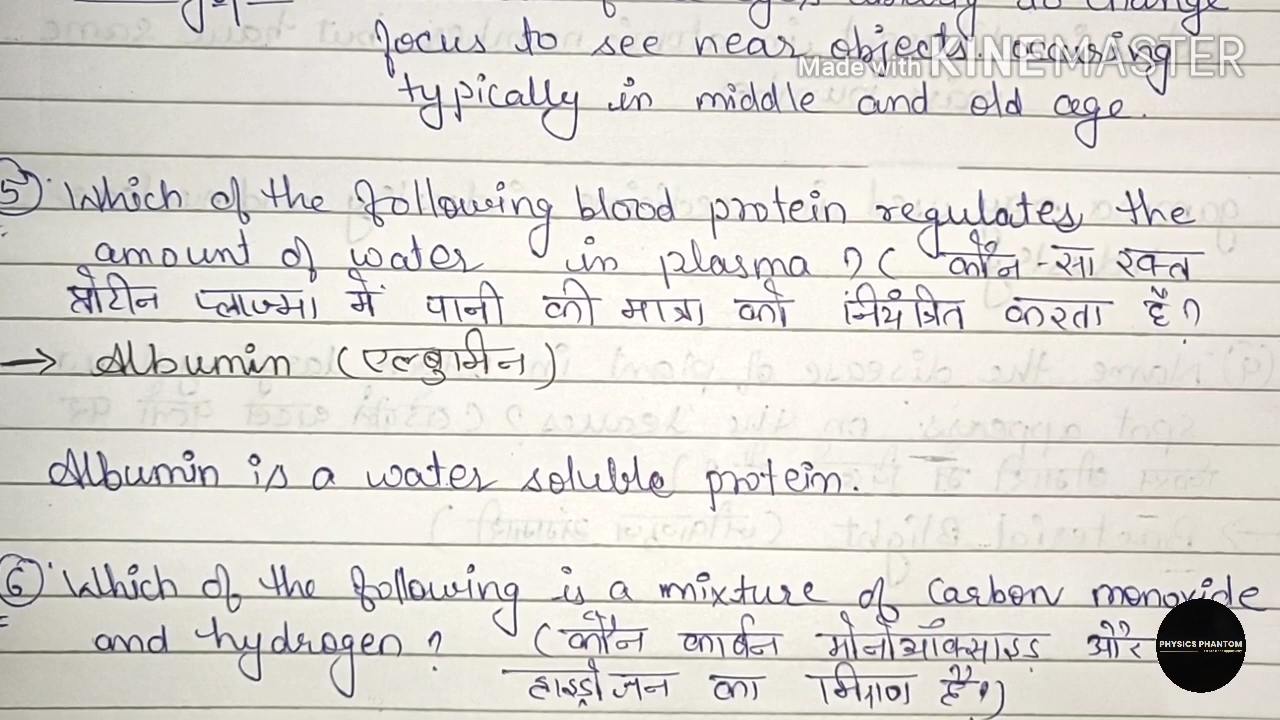 focus to see near objects. occuring
Made with KINEMASTER
typically in middle and old age.
5 Which of the following blood protein regulates the
amount of water in plasma ? ( कौन-सा रक्त
प्रोटीन प्लाज्मा में पानी की मात्रा को नियंत्रित करता है ?
→ Albumin (एल्बुमिन)
Albumin is a water soluble protein.
6 Which of the following is a mixture of carbon monoxide
and hydrogen ? (कौन कार्बन मोनोऑक्साइड और
PHYSICS PHANTOM
हाइड्रोजन का मिश्रण है ?)